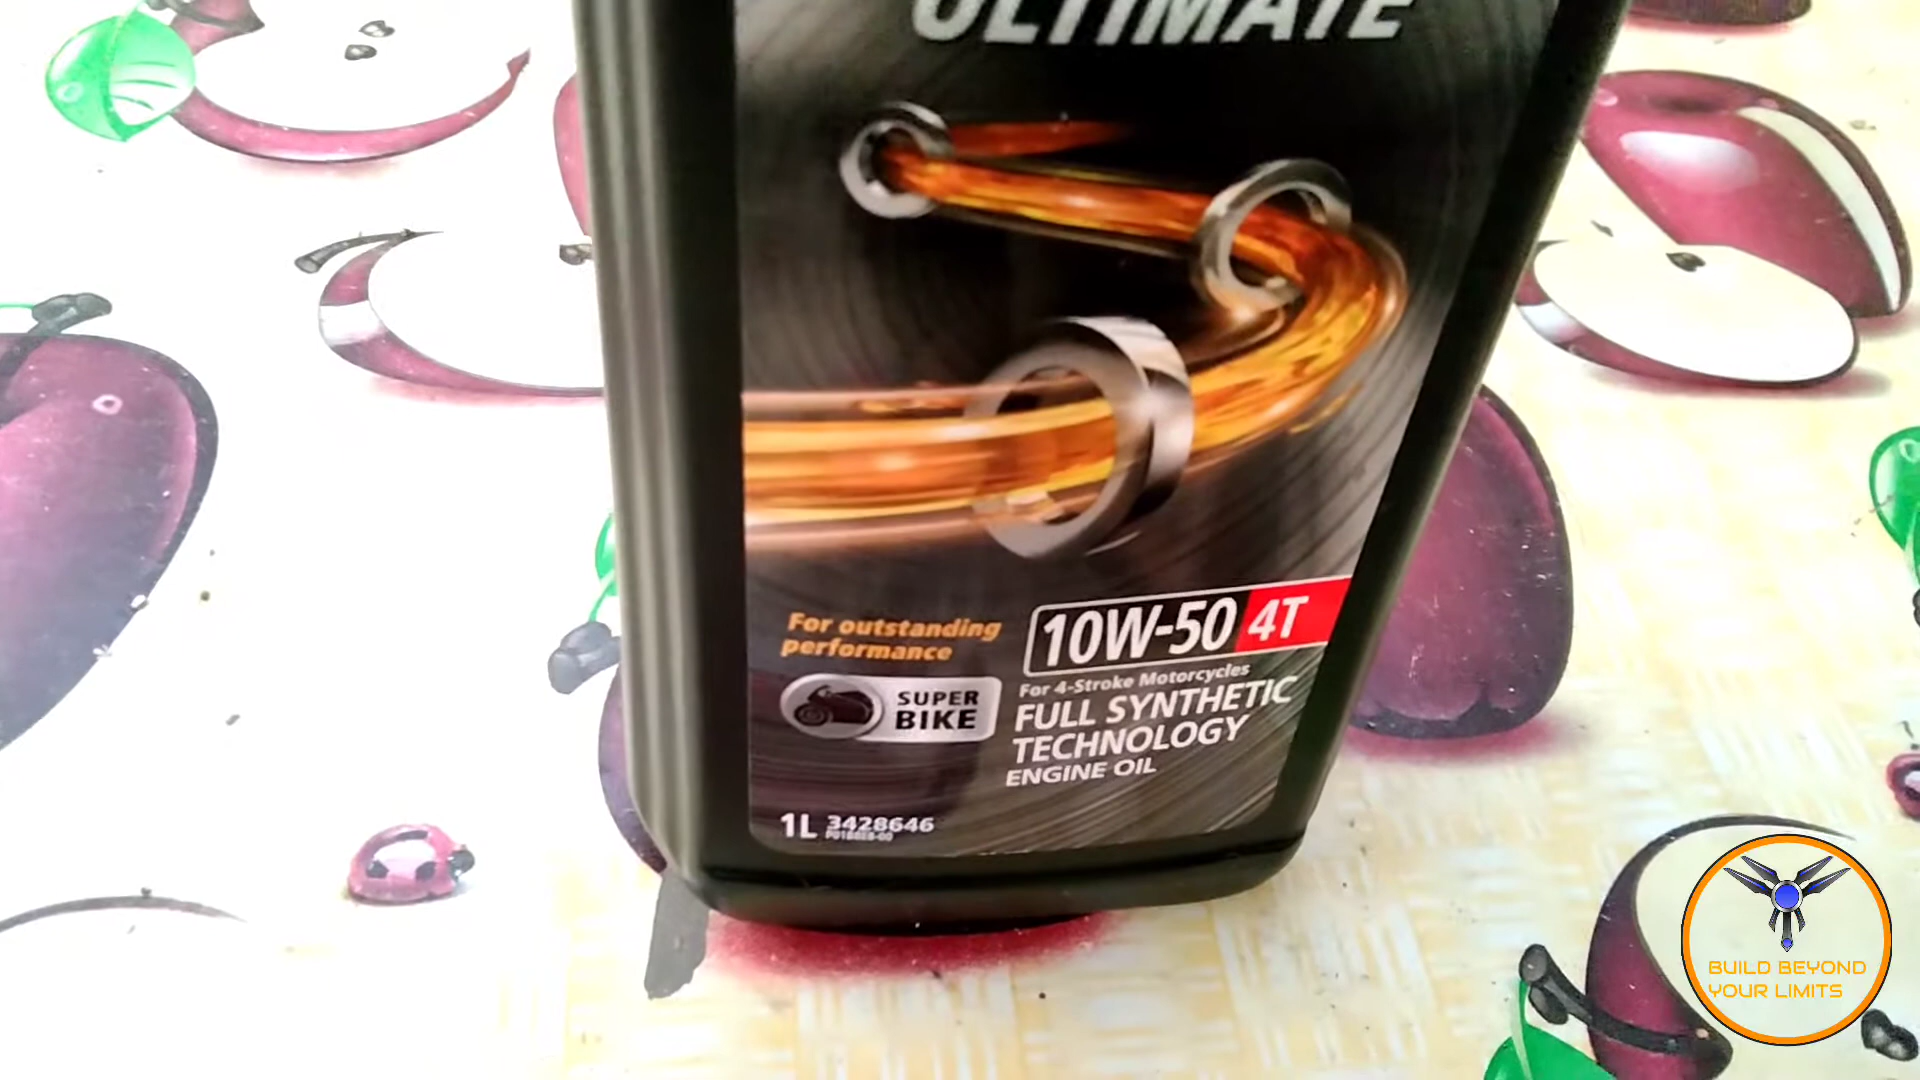 ULTIMATE
For outstanding
performance
10W-50 4T
For 4-Stroke Motorcycles
SUPER
BIKE
FULL SYNTHETIC
TECHNOLOGY
ENGINE OIL
1L 3428646
BUILD BEYOND
YOUR LIMITS